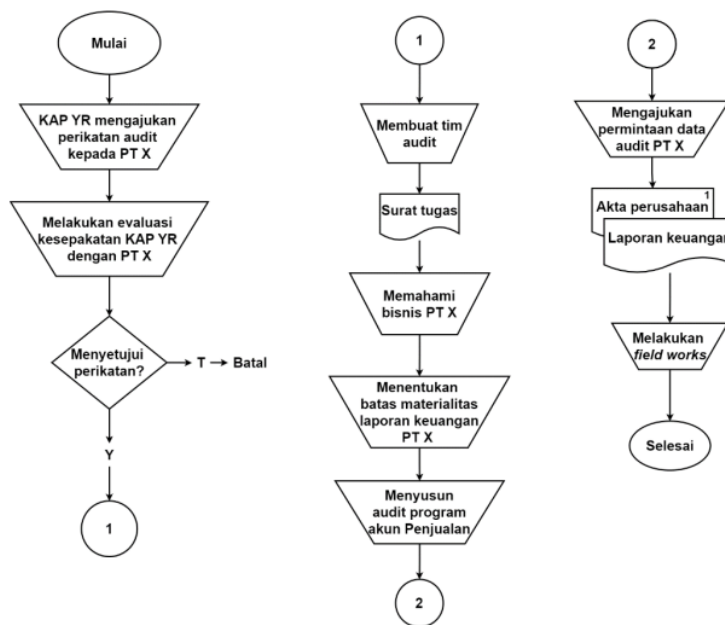 Mulai
KAP YR mengajukan
perikatan audit
kepada PT X
Melakukan evaluasi
kesepakatan KAP YR
dengan PT X
Menyetujui
perikatan?
T
Batal
Y
1
1
Membuat tim
audit
Surat tugas
Memahami
bisnis PT X
Menentukan
batas materialitas
laporan keuangan
PT X
Menyusun
audit program
akun Penjualan
2
2
Mengajukan
permintaan data
audit PT X
1
Akta perusahaan
Laporan keuangan
Melakukan
field works
Selesai